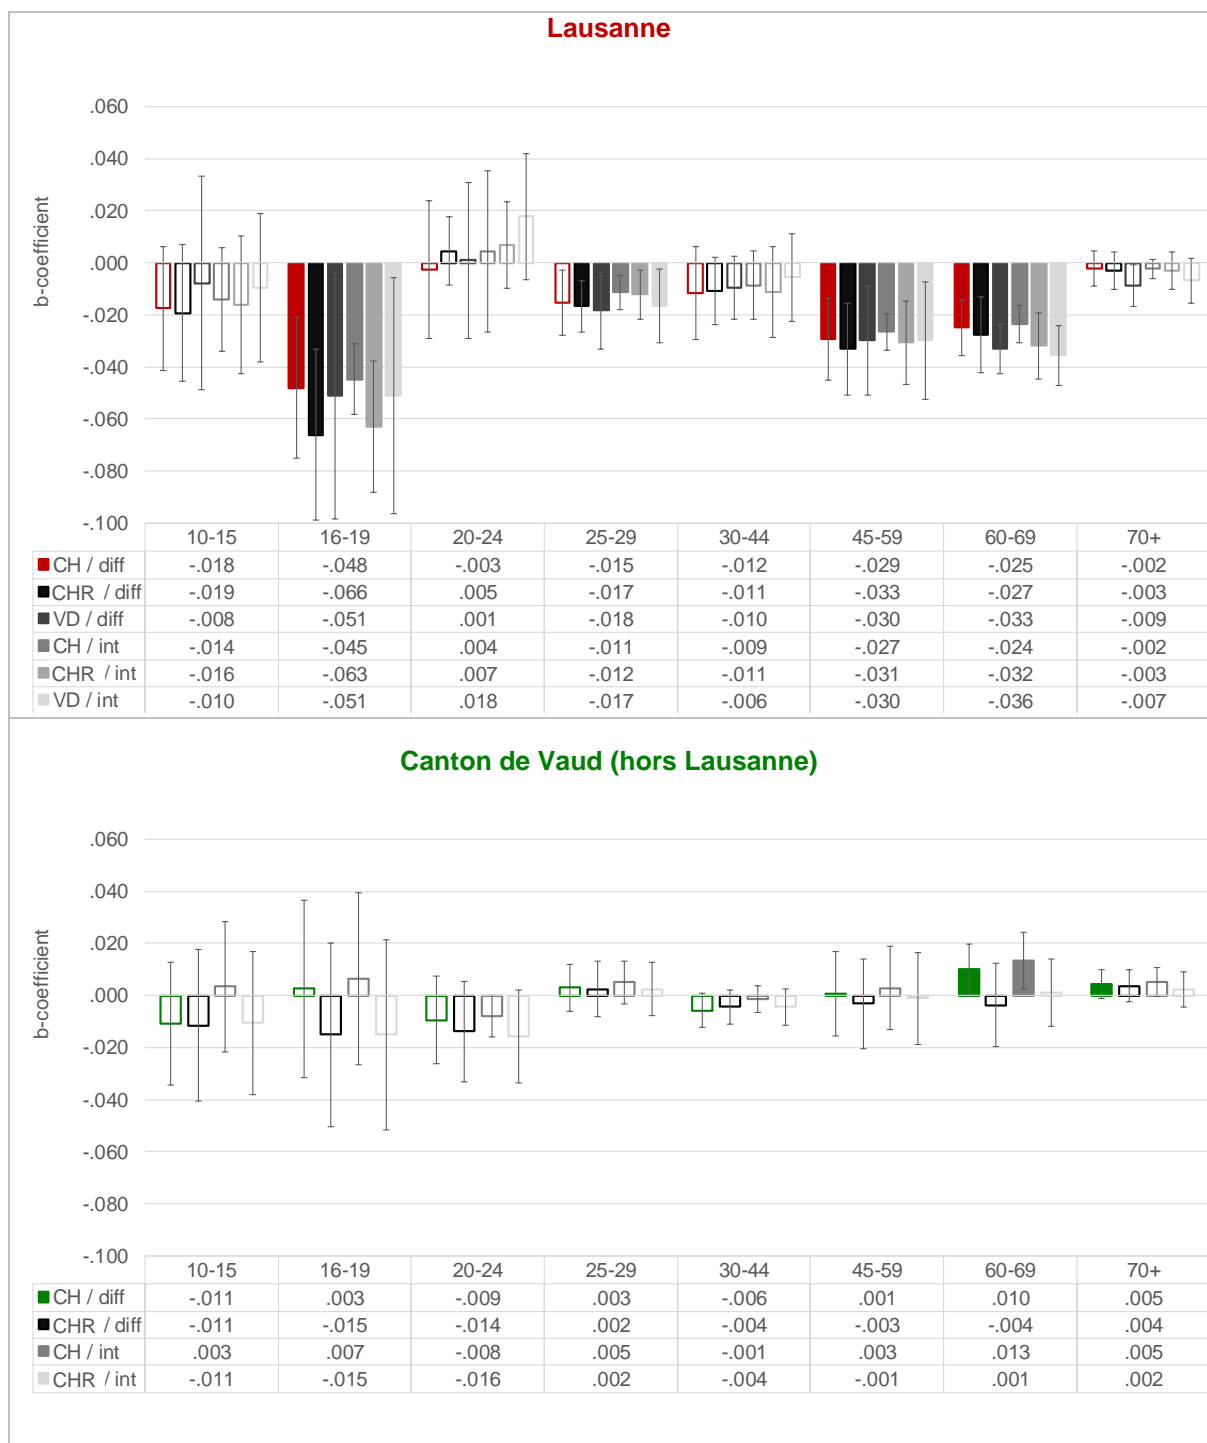 Lausanne
b-coefficient
.060
.040
.020
.000
-.020
-.040
-.060
-.080
-.100
10-15 16-19 20-24 25-29 30-44 45-59 60-69 70+
CH / diff -.018 -.048 -.003 -.015 -.012 -.029 -.025 -.002
CHR / diff -.019 -.066 .005 -.017 -.011 -.033 -.027 -.003
VD / diff -.008 -.051 .001 -.018 -.010 -.030 -.033 -.009
CH / int -.014 -.045 .004 -.011 -.009 -.027 -.024 -.002
CHR / int -.016 -.063 .007 -.012 -.011 -.031 -.032 -.003
VD / int -.010 -.051 .018 -.017 -.006 -.030 -.036 -.007
Canton de Vaud (hors Lausanne)
b-coefficient
.060
.040
.020
.000
-.020
-.040
-.060
-.080
-.100
10-15 16-19 20-24 25-29 30-44 45-59 60-69 70+
CH / diff -.011 .003 -.009 .003 -.006 .001 .010 .005
CHR / diff -.011 -.015 -.014 .002 -.004 -.003 -.004 .004
CH / int .003 .007 -.008 .005 -.001 .003 .013 .005
CHR / int -.011 -.015 -.016 .002 -.004 -.001 .001 .002